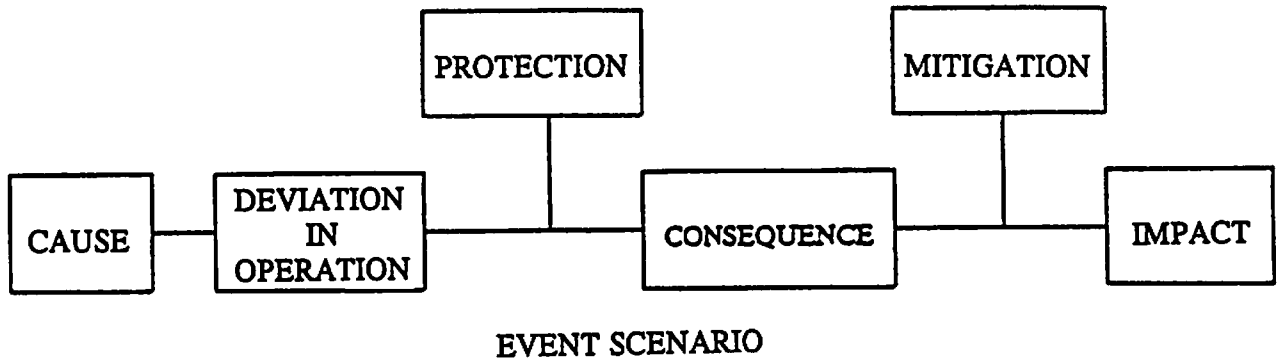 PROTECTION
MITIGATION
CAUSE
DEVIATION
IN
OPERATION
CONSEQUENCE
IMPACT
EVENT SCENARIO